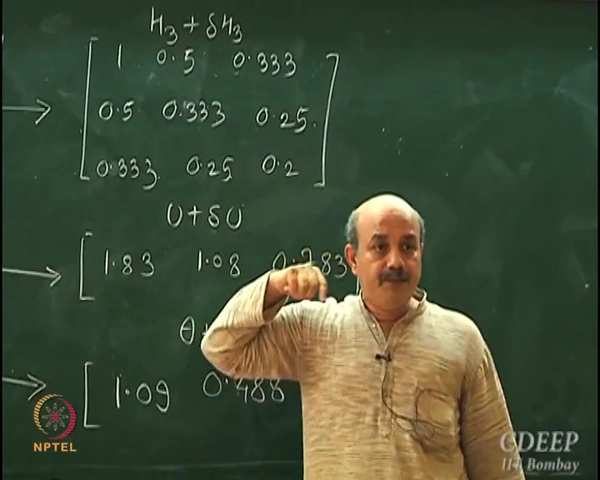 H₃ + δH₃
1 0.5 0.333
0.5 0.333 0.25
0.333 0.25 0.2
U + δU
1.83 1.08
θ +
1.09 0.488
NPTEL
CDEEP
IIT Bombay